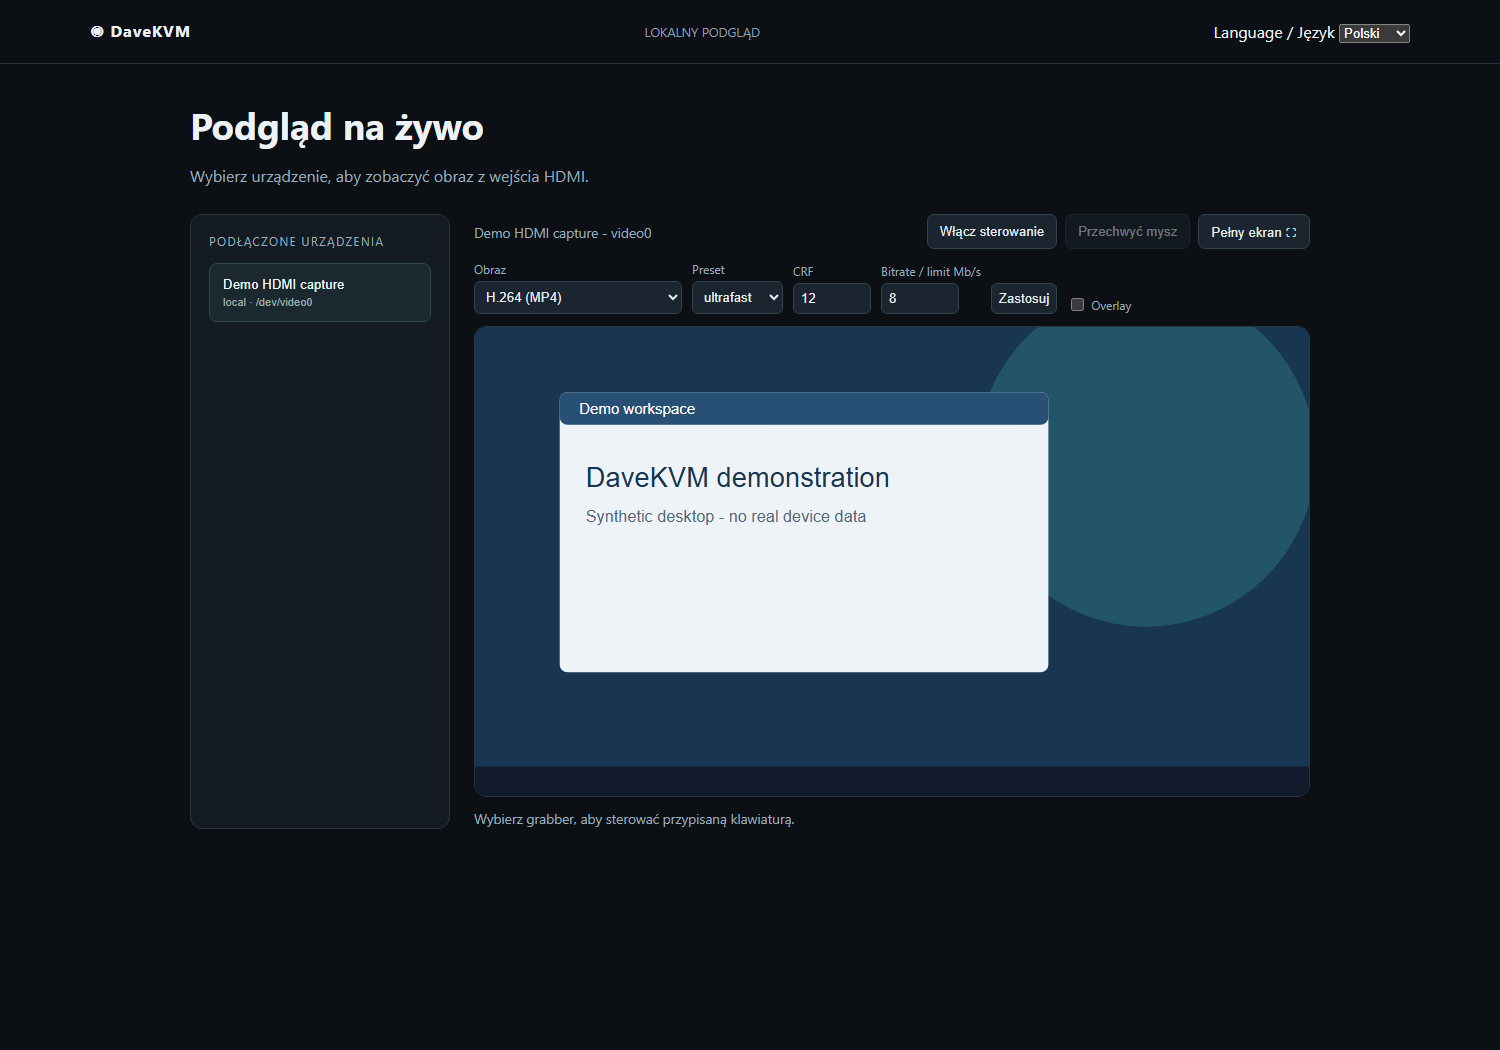 DaveKVM
LOKALNY PODGLĄD
Language / Język Polski
Podgląd na żywo
Wybierz urządzenie, aby zobaczyć obraz z wejścia HDMI.
PODŁĄCZONE URZĄDZENIA
Demo HDMI capture
local · /dev/video0
Demo HDMI capture - video0
Włącz sterowanie
Przechwyć mysz
Pełny ekran
Obraz
Preset
CRF
Bitrate / limit Mb/s
H.264 (MP4)
ultrafast
12
8
Zastosuj
Overlay
Demo workspace
DaveKVM demonstration
Synthetic desktop - no real device data
Wybierz grabber, aby sterować przypisaną klawiaturą.